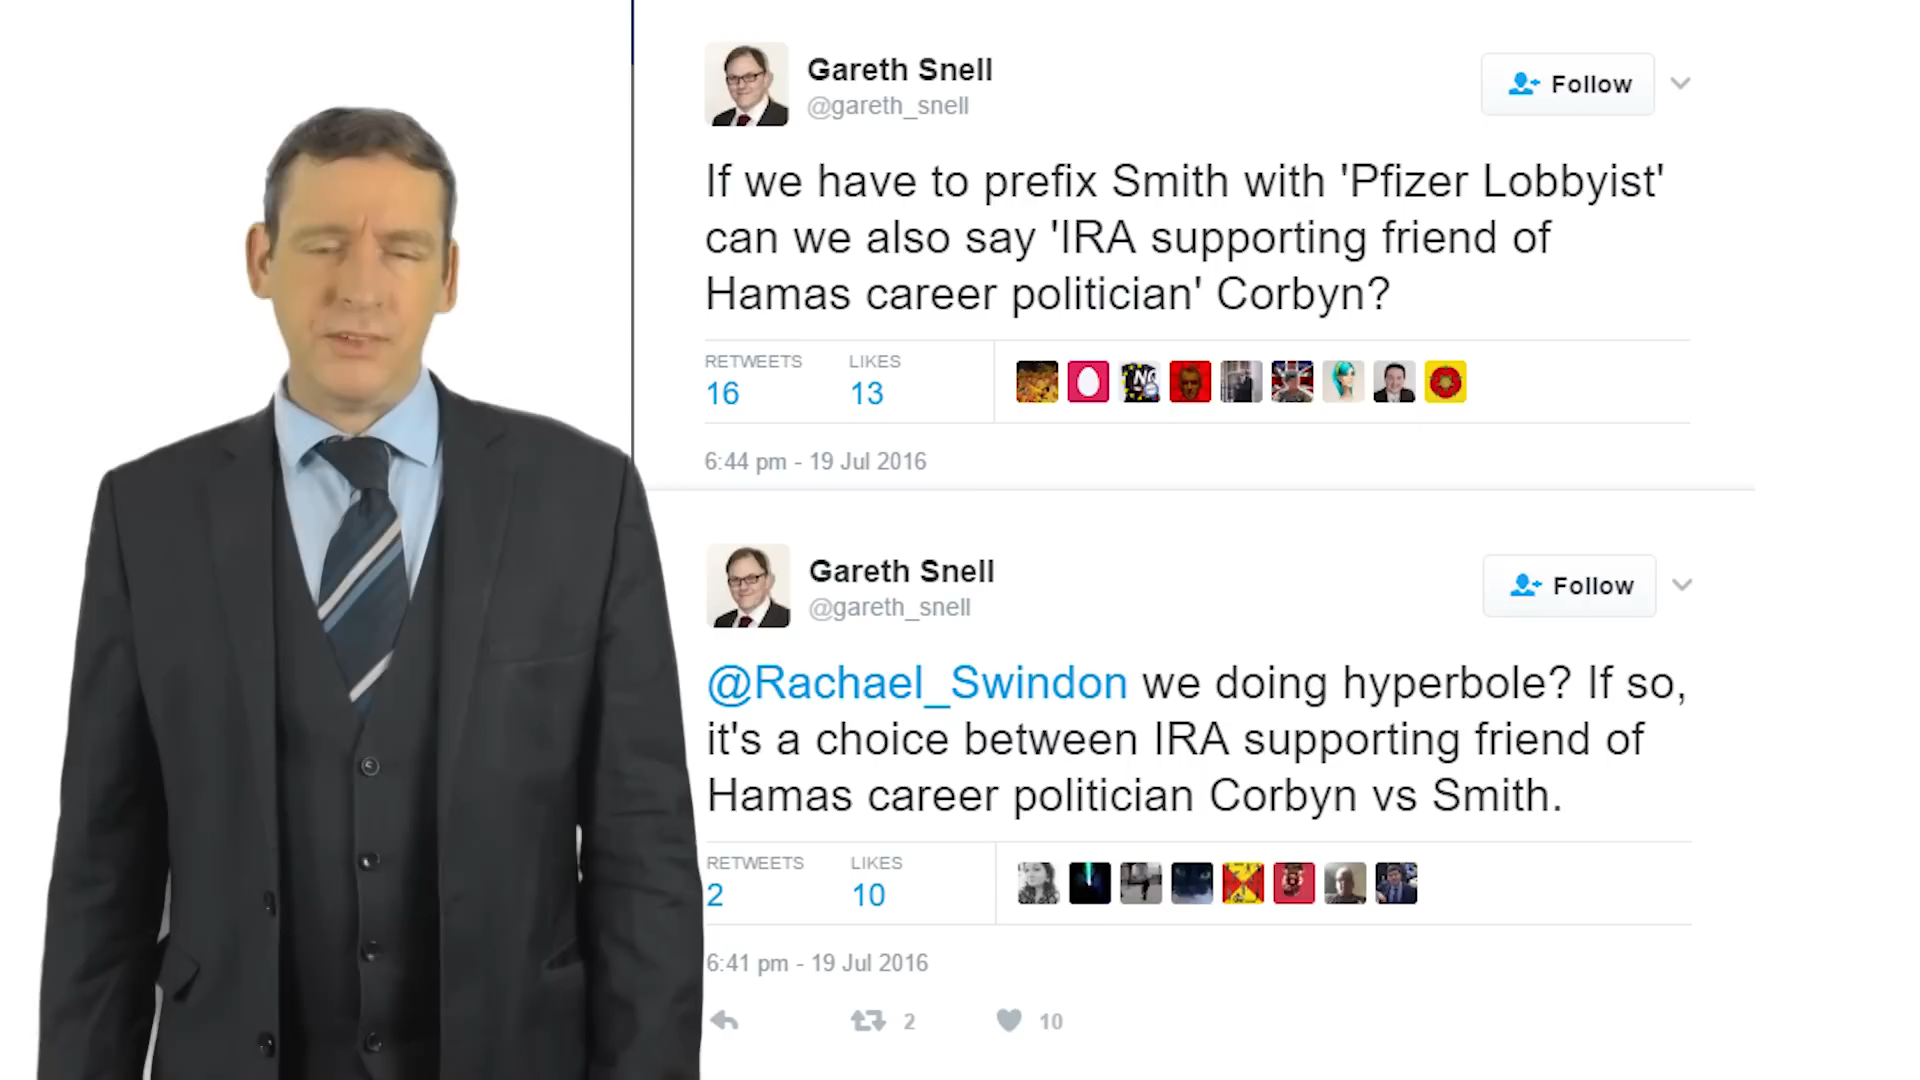 Gareth Snell
@gareth_snell
Follow
If we have to prefix Smith with 'Pfizer Lobbyist'
can we also say 'IRA supporting friend of
Hamas career politician' Corbyn?
RETWEETS LIKES
16 13
6:44 pm - 19 Jul 2016
Gareth Snell
@gareth_snell
Follow
@Rachael_Swindon we doing hyperbole? If so,
it's a choice between IRA supporting friend of
Hamas career politician Corbyn vs Smith.
RETWEETS LIKES
2 10
6:41 pm - 19 Jul 2016
2 10